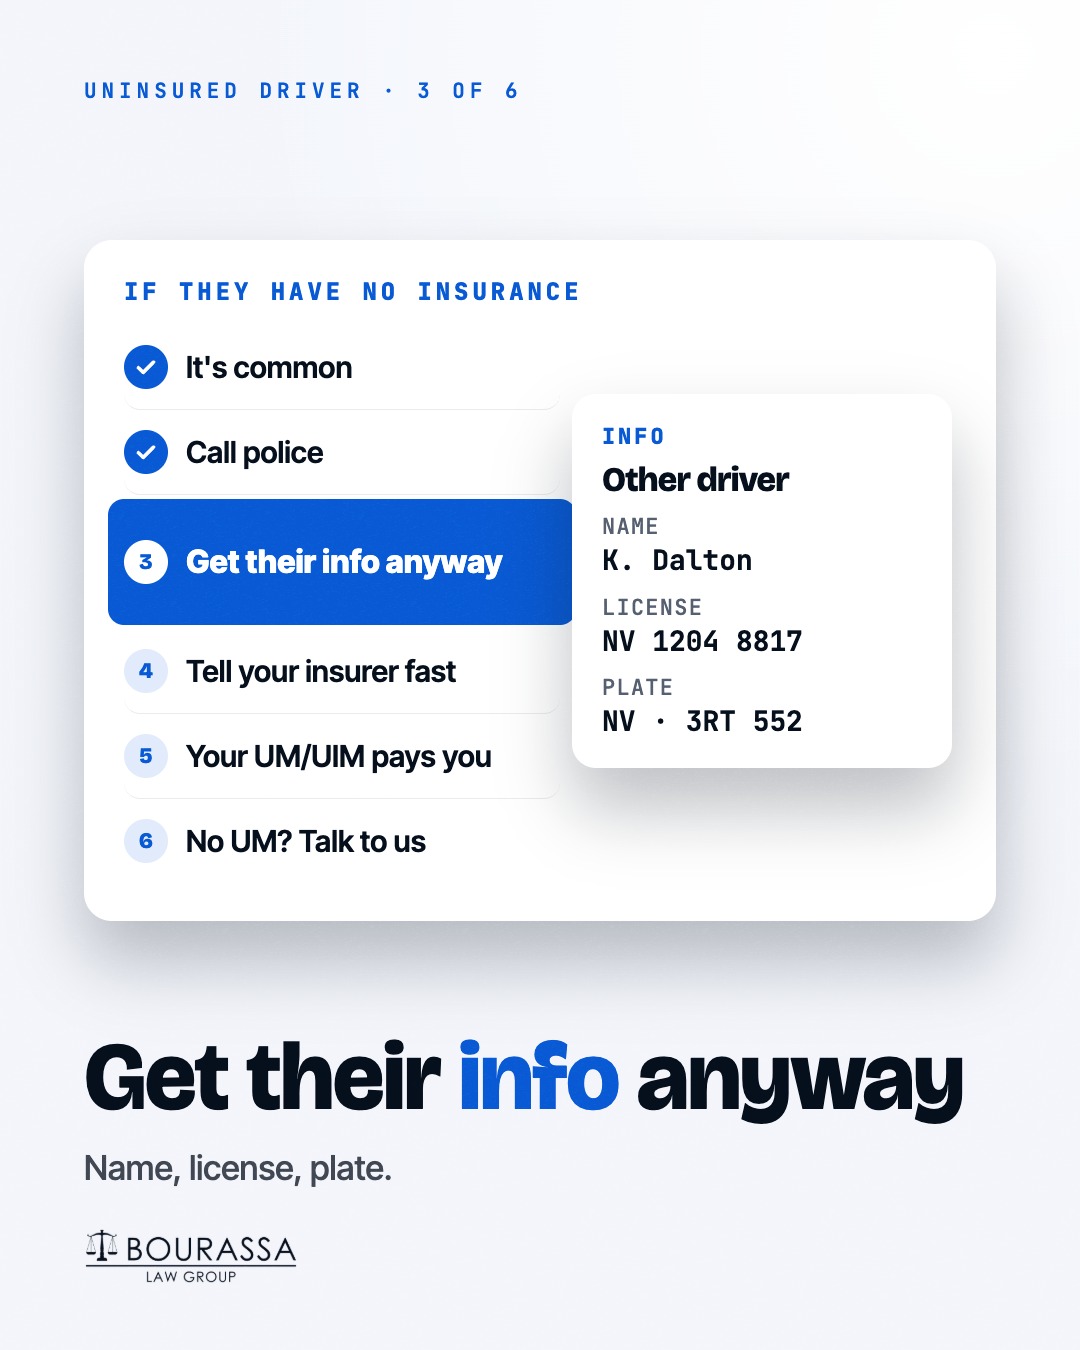 UNINSURED DRIVER · 3 OF 6
IF THEY HAVE NO INSURANCE
It's common
Call police
3 Get their info anyway
4 Tell your insurer fast
5 Your UM/UIM pays you
6 No UM? Talk to us
INFO
Other driver
NAME
K. Dalton
LICENSE
NV 1204 8817
PLATE
NV · 3RT 552
Get their info anyway
Name, license, plate.
BOURASSA
LAW GROUP